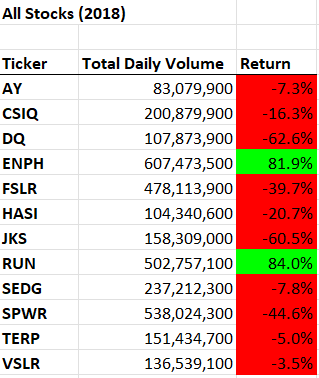 All Stocks (2018)
Ticker Total Daily Volume Return
AY 83,079,900 -7.3%
CSIQ 200,879,900 -16.3%
DQ 107,873,900 -62.6%
ENPH 607,473,500 81.9%
FSLR 478,113,900 -39.7%
HASI 104,340,600 -20.7%
JKS 158,309,000 -60.5%
RUN 502,757,100 84.0%
SEDG 237,212,300 -7.8%
SPWR 538,024,300 -44.6%
TERP 151,434,700 -5.0%
VSLR 136,539,100 -3.5%